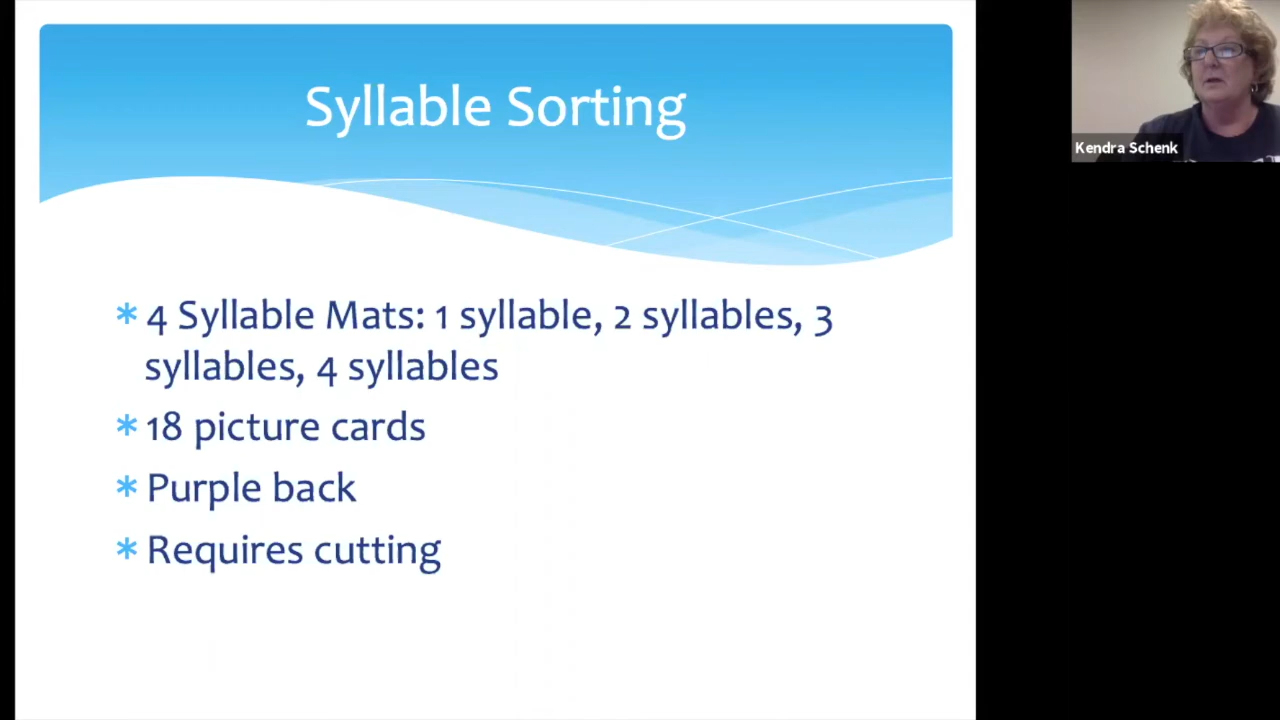 Syllable Sorting
* 4 Syllable Mats: 1 syllable, 2 syllables, 3
syllables, 4 syllables
* 18 picture cards
* Purple back
* Requires cutting
Kendra Schenk